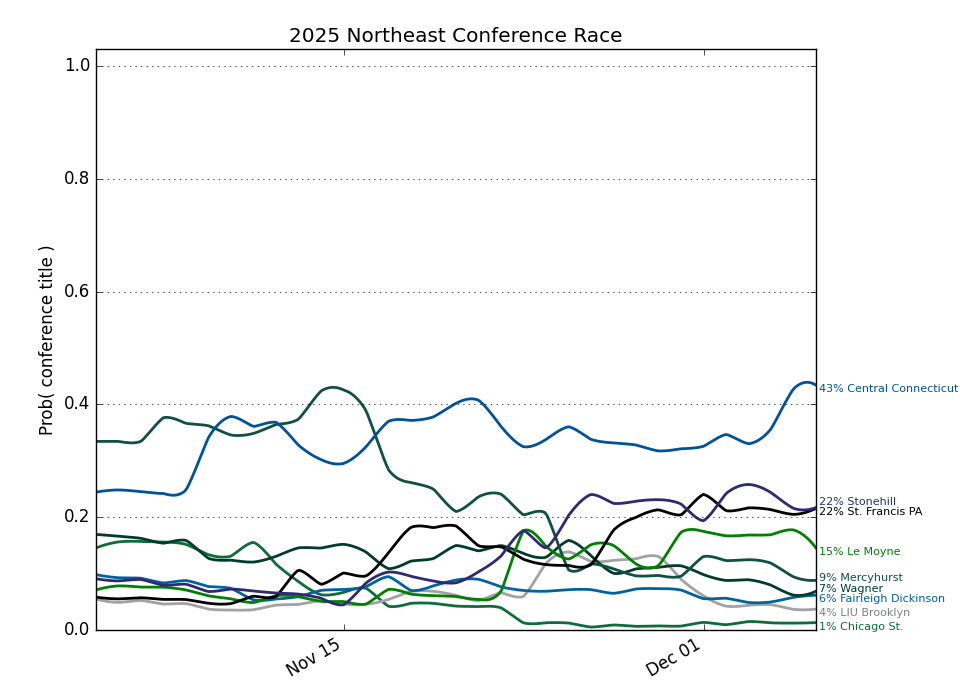 2025 Northeast Conference Race
Prob( conference title )
1.0
0.8
0.6
0.4
0.2
0.0
Nov 15
Dec 01
43% Central Connecticut
22% Stonehill
22% St. Francis PA
15% Le Moyne
9% Mercyhurst
7% Wagner
6% Fairleigh Dickinson
4% LIU Brooklyn
1% Chicago St.